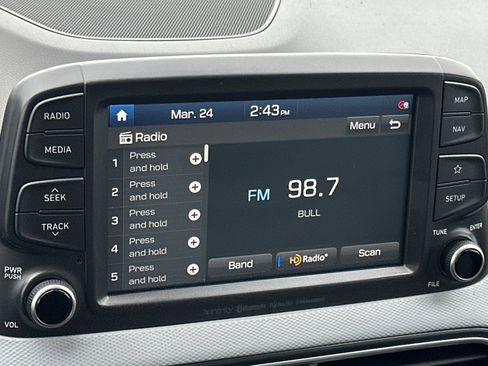 Mar. 24 2:43 PM
Radio
Menu
1 Press and hold
2 Press and hold
3 Press and hold
4 Press and hold
5 Press and hold
FM 98.7
BULL
Band
HD Radio
Scan
RADIO
MEDIA
SEEK
TRACK
PWR
PUSH
VOL
MAP
NAV
SETUP
TUNE
ENTER
FILE